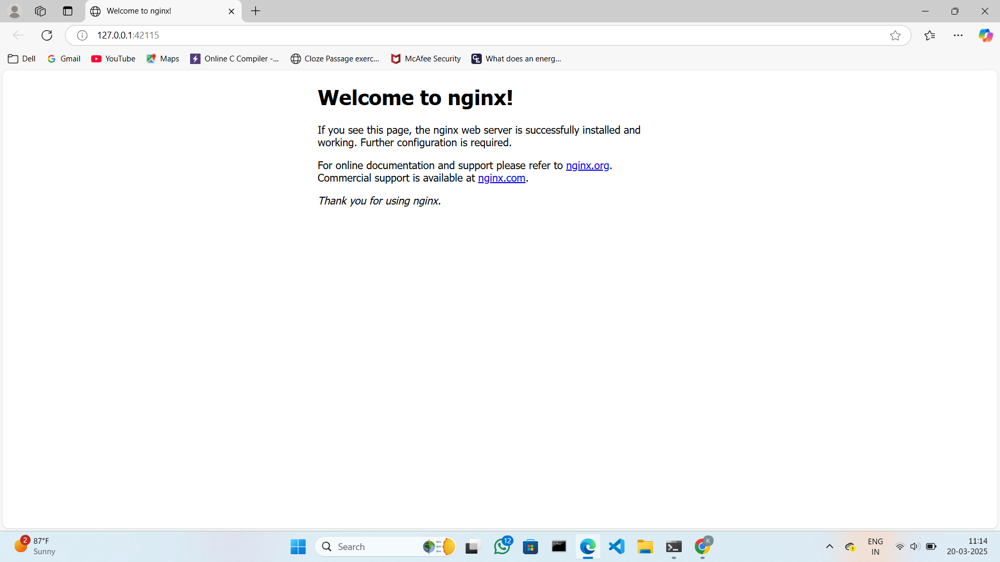 Welcome to nginx!
127.0.0.1:42115
Dell Gmail YouTube Maps Online C Compiler -... Cloze Passage exerc... McAfee Security What does an energ...
Welcome to nginx!
If you see this page, the nginx web server is successfully installed and
working. Further configuration is required.
For online documentation and support please refer to nginx.org.
Commercial support is available at nginx.com.
Thank you for using nginx.
2 87°F
Sunny
Search
12
K
ENG
IN
11:14
20-03-2025